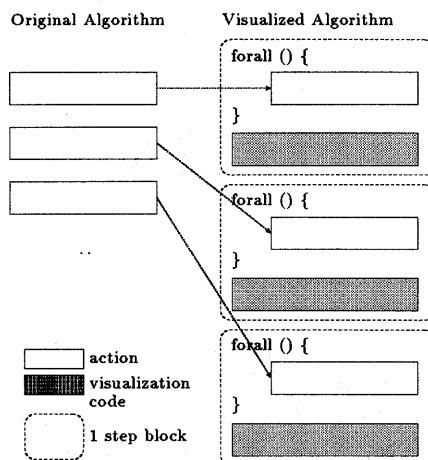 Original Algorithm
Visualized Algorithm
forall () {
}
forall () {
}
forall () {
}
..
action
visualization
code
1 step block